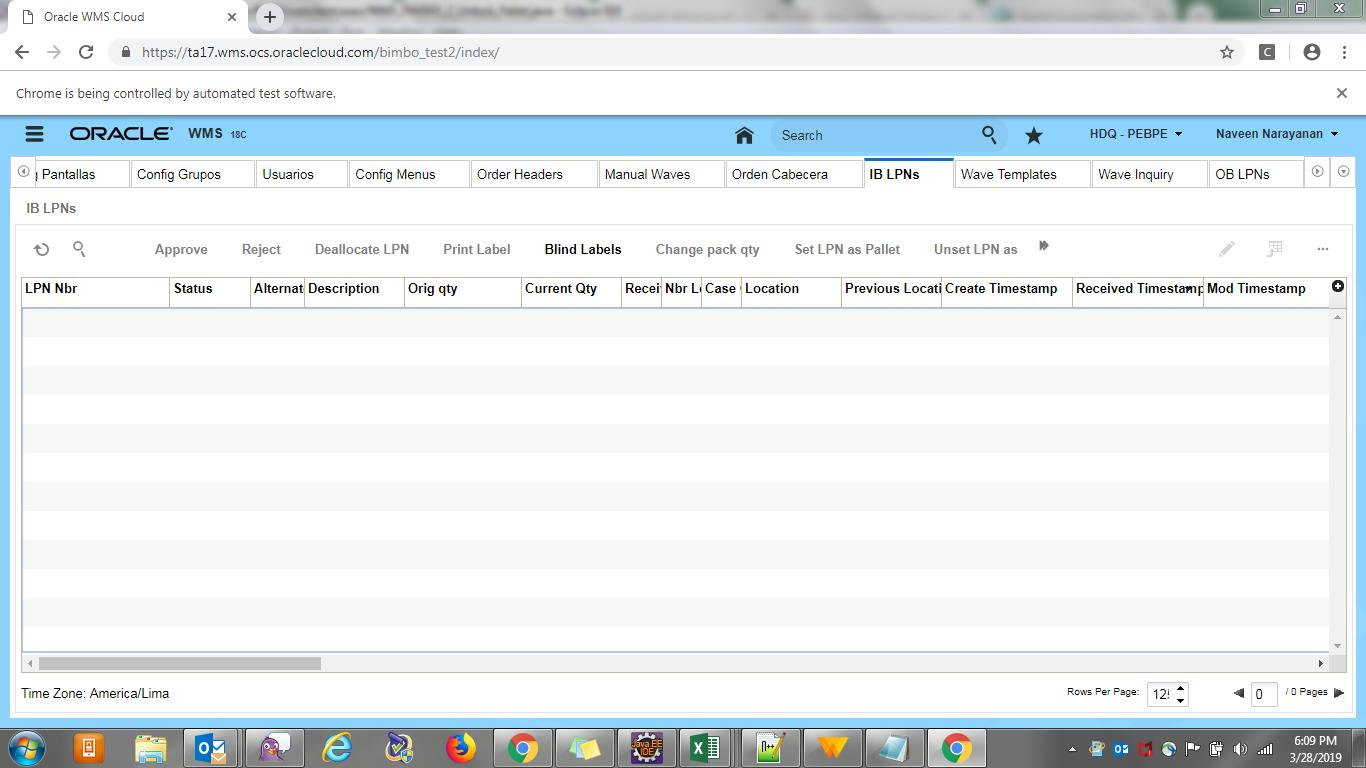 Oracle WMS Cloud
https://ta17.wms.ocs.oraclecloud.com/bimbo_test2/index/
C
Chrome is being controlled by automated test software.
ORACLE WMS 18C Search HDQ - PEBPE Naveen Narayanan
Pantallas Config Grupos Usuarios Config Menus Order Headers Manual Waves Orden Cabecera IB LPNs Wave Templates Wave Inquiry OB LPNs
IB LPNs
Approve Reject Deallocate LPN Print Label Blind Labels Change pack qty Set LPN as Pallet Unset LPN as
LPN Nbr Status Alternat Description Orig qty Current Qty Recei Nbr L Case Location Previous Locati Create Timestamp Received Timestamp Mod Timestamp
Time Zone: America/Lima Rows Per Page: 125 0 / 0 Pages
Java EE
IDE
6:09 PM
3/28/2019